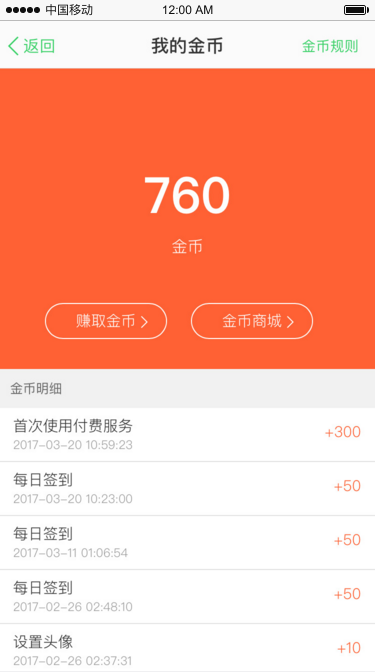 中国移动 12:00 AM
返回 我的金币 金币规则
760
金币
赚取金币 金币商城
金币明细
首次使用付费服务
2017-03-20 10:59:23 +300
每日签到
2017-03-20 10:23:00 +50
每日签到
2017-03-11 01:06:54 +50
每日签到
2017-02-26 02:48:10 +50
设置头像
2017-02-26 02:37:31 +10